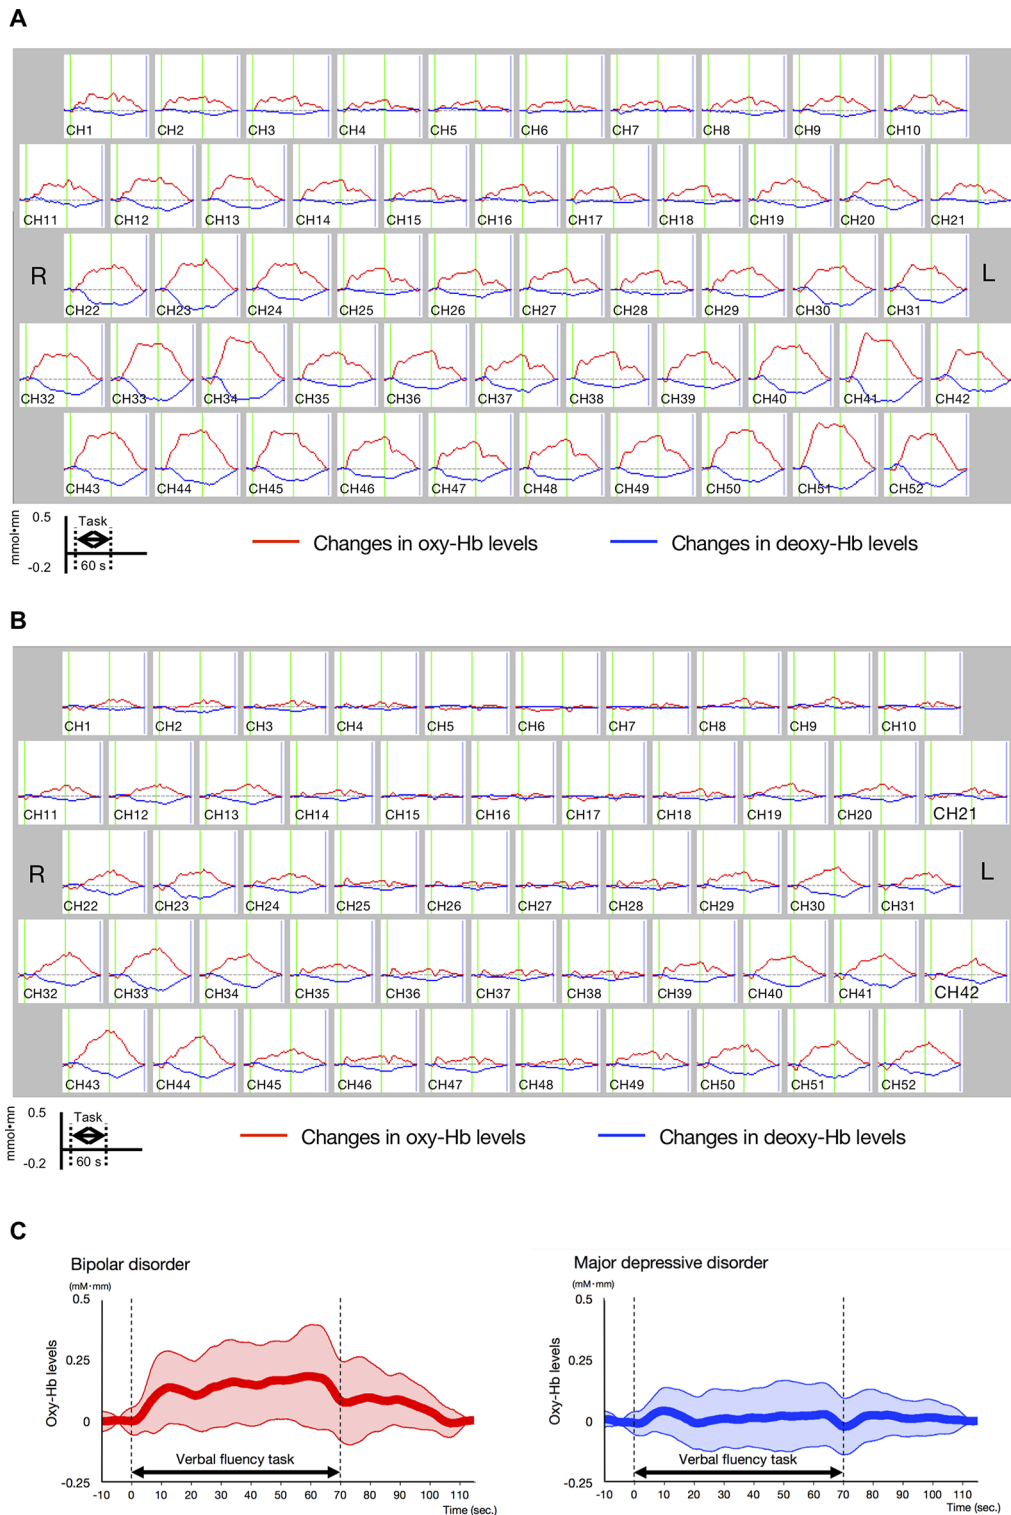 A
CH1 CH2 CH3 CH4 CH5 CH6 CH7 CH8 CH9 CH10
CH11 CH12 CH13 CH14 CH15 CH16 CH17 CH18 CH19 CH20 CH21
R L
CH22 CH23 CH24 CH25 CH26 CH27 CH28 CH29 CH30 CH31
CH32 CH33 CH34 CH35 CH36 CH37 CH38 CH39 CH40 CH41 CH42
CH43 CH44 CH45 CH46 CH47 CH48 CH49 CH50 CH51 CH52
mmol•mn
0.5
-0.2
Task
60 s
Changes in oxy-Hb levels
Changes in deoxy-Hb levels
B
CH1 CH2 CH3 CH4 CH5 CH6 CH7 CH8 CH9 CH10
CH11 CH12 CH13 CH14 CH15 CH16 CH17 CH18 CH19 CH20 CH21
R L
CH22 CH23 CH24 CH25 CH26 CH27 CH28 CH29 CH30 CH31
CH32 CH33 CH34 CH35 CH36 CH37 CH38 CH39 CH40 CH41 CH42
CH43 CH44 CH45 CH46 CH47 CH48 CH49 CH50 CH51 CH52
mmol•mn
0.5
-0.2
Task
60 s
Changes in oxy-Hb levels
Changes in deoxy-Hb levels
C
Bipolar disorder
(mM·mm)
Oxy-Hb levels
0.5
0.25
0
-0.25
Verbal fluency task
-10 0 10 20 30 40 50 60 70 80 90 100 110
Time (sec.)
Major depressive disorder
(mM·mm)
Oxy-Hb levels
0.5
0.25
0
-0.25
Verbal fluency task
-10 0 10 20 30 40 50 60 70 80 90 100 110
Time (sec.)